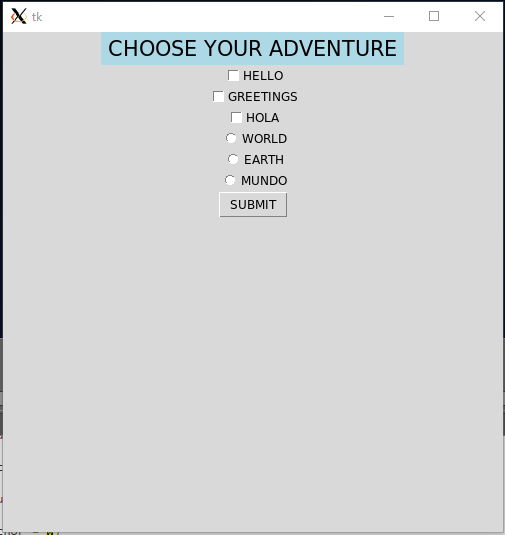 tk
CHOOSE YOUR ADVENTURE
HELLO
GREETINGS
HOLA
WORLD
EARTH
MUNDO
SUBMIT